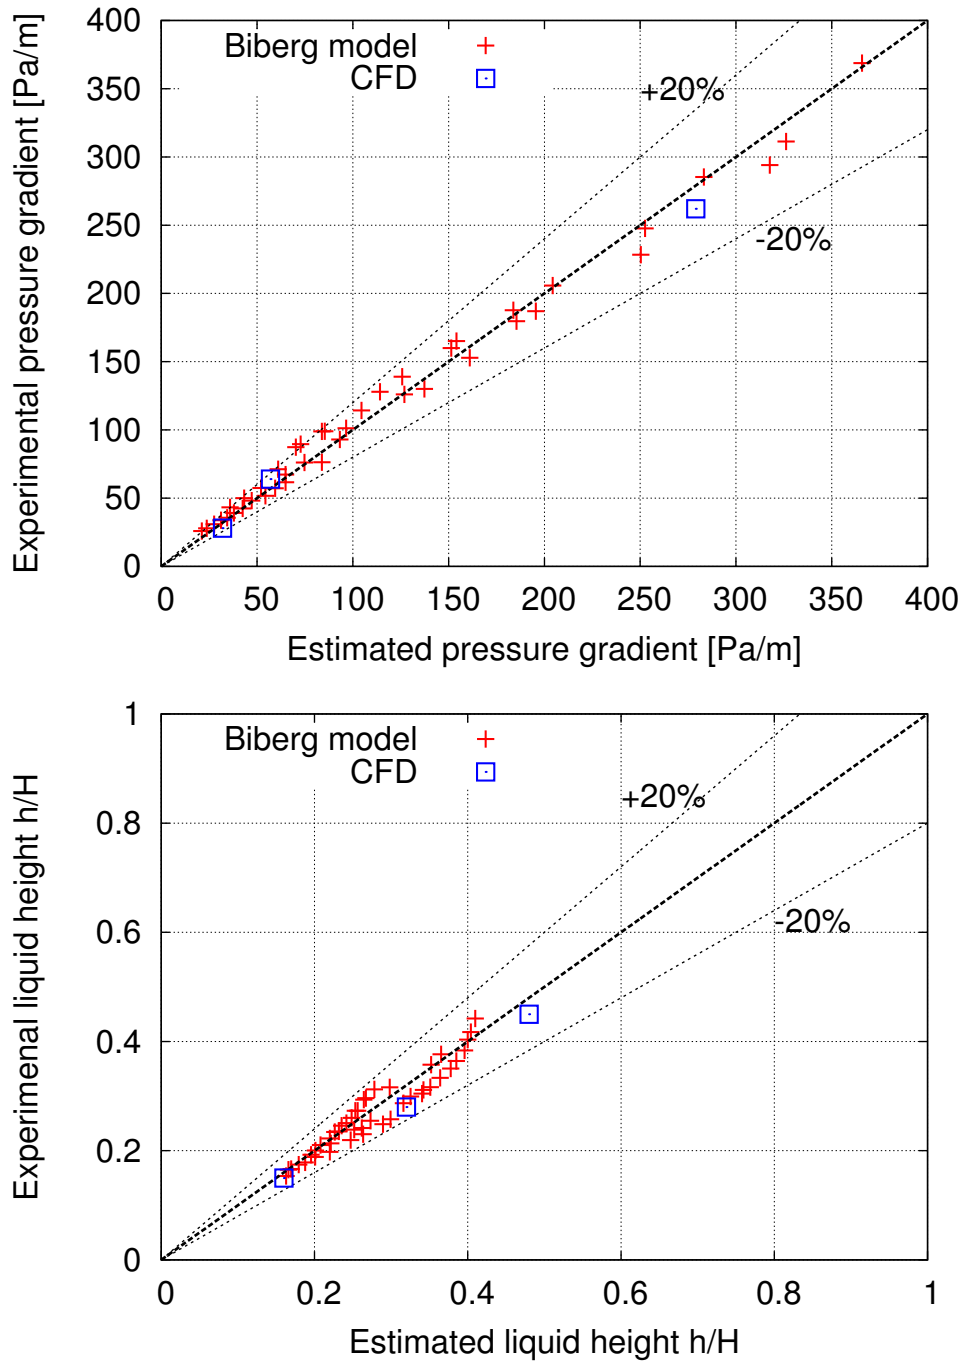 Experimental pressure gradient [Pa/m]
400
350
300
250
200
150
100
50
0
Biberg model
CFD
+20%
-20%
0 50 100 150 200 250 300 350 400
Estimated pressure gradient [Pa/m]
Experimenal liquid height h/H
1
0.8
0.6
0.4
0.2
0
Biberg model
CFD
+20%
-20%
0 0.2 0.4 0.6 0.8 1
Estimated liquid height h/H